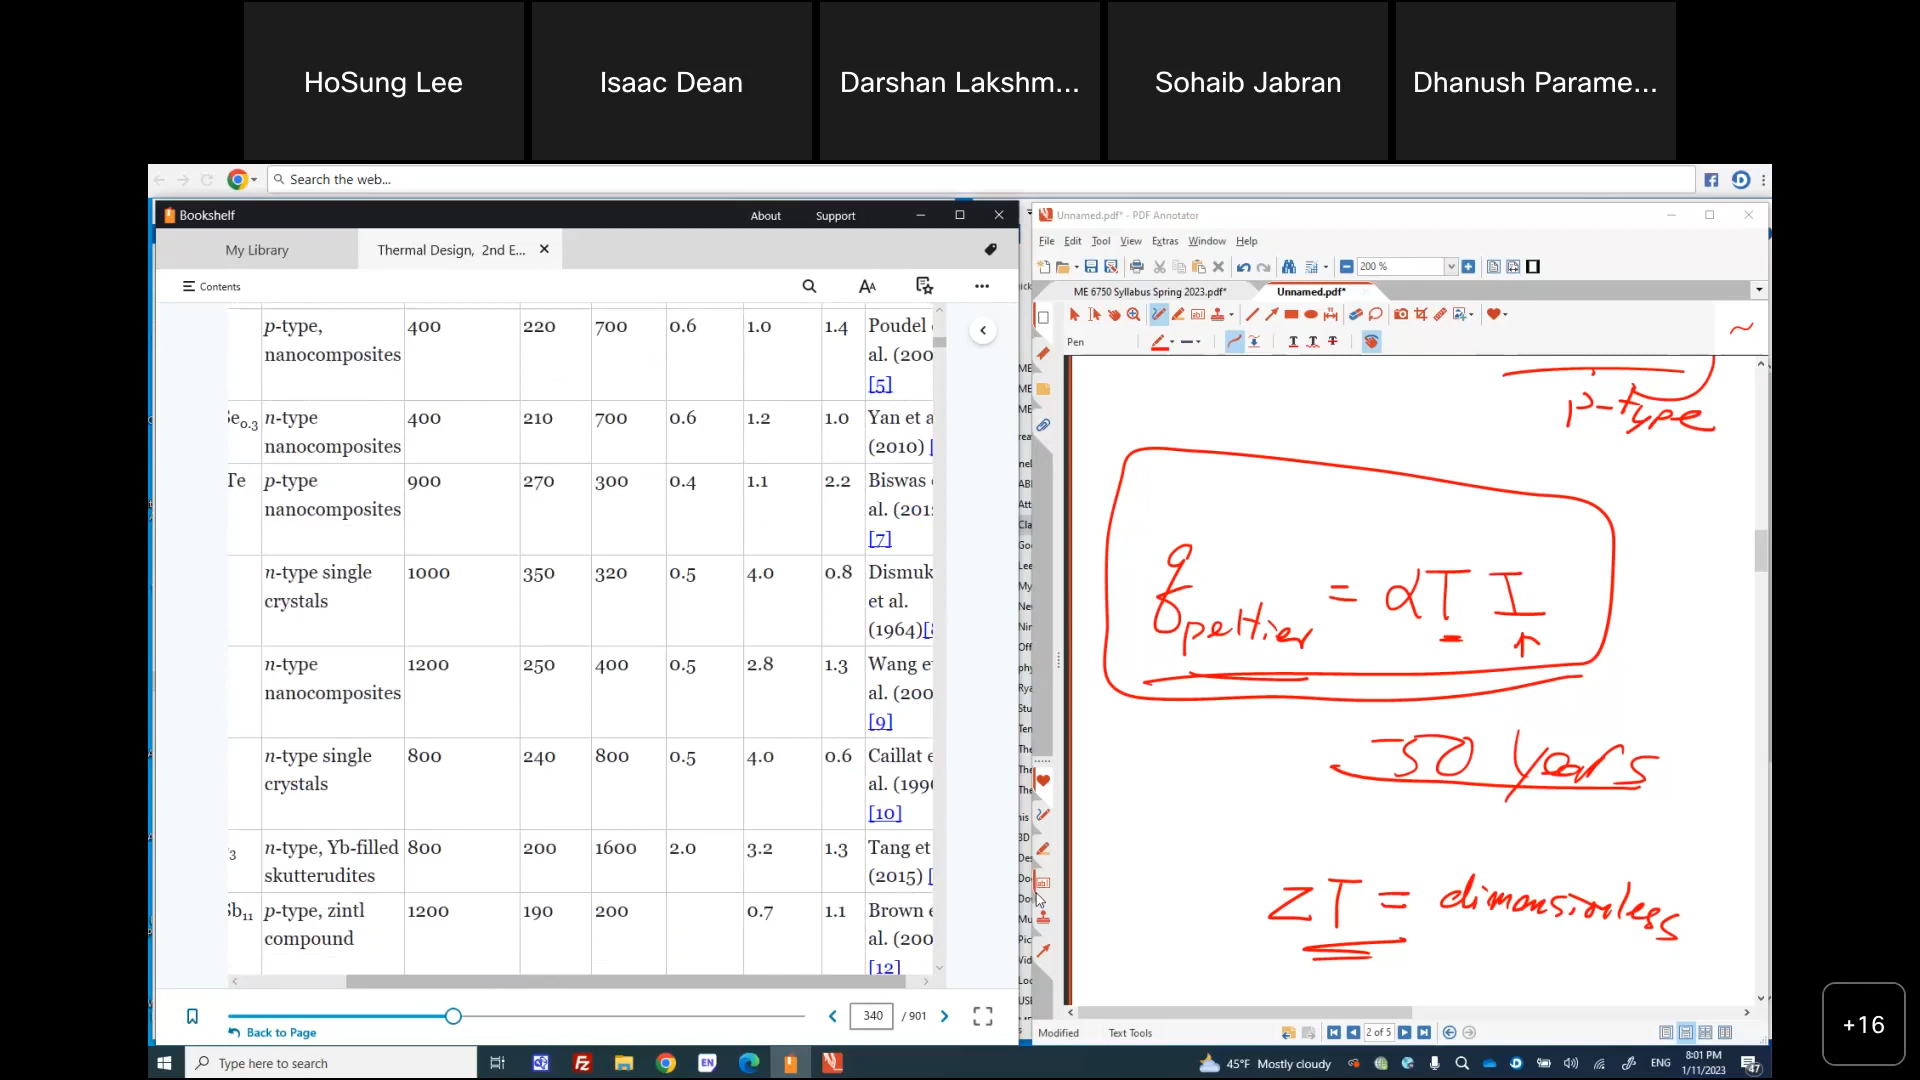 HoSung Lee
Isaac Dean
Darshan Lakshm...
Sohaib Jabran
Dhanush Parame...
Search the web...
Bookshelf
About
Support
My Library
Thermal Design, 2nd E...
Contents
p-type, nanocomposites 400 220 700 0.6 1.0 1.4 Poudel al. (200 [5]
Se0.3 n-type nanocomposites 400 210 700 0.6 1.2 1.0 Yan et a (2010) [
Te p-type nanocomposites 900 270 300 0.4 1.1 2.2 Biswas al. (201 [7]
n-type single crystals 1000 350 320 0.5 4.0 0.8 Dismuk et al. (1964)[8
n-type nanocomposites 1200 250 400 0.5 2.8 1.3 Wang e al. (200 [9]
n-type single crystals 800 240 800 0.5 4.0 0.6 Caillat e al. (199 [10]
3 n-type, Yb-filled skutterudites 800 200 1600 2.0 3.2 1.3 Tang et (2015) [
Sb11 p-type, zintl compound 1200 190 200 0.7 1.1 Brown e al. (200 [12]
340 / 901
Back to Page
Unnamed.pdf* - PDF Annotator
File Edit Tool View Extras Window Help
200 %
ME 6750 Syllabus Spring 2023.pdf*
Unnamed.pdf*
Pen
p-type
qpeltier = αTI
50 years
ZT = dimensionless
Modified
Text Tools
2 of 5
Type here to search
45°F Mostly cloudy
ENG
8:01 PM
1/11/2023
47
+16